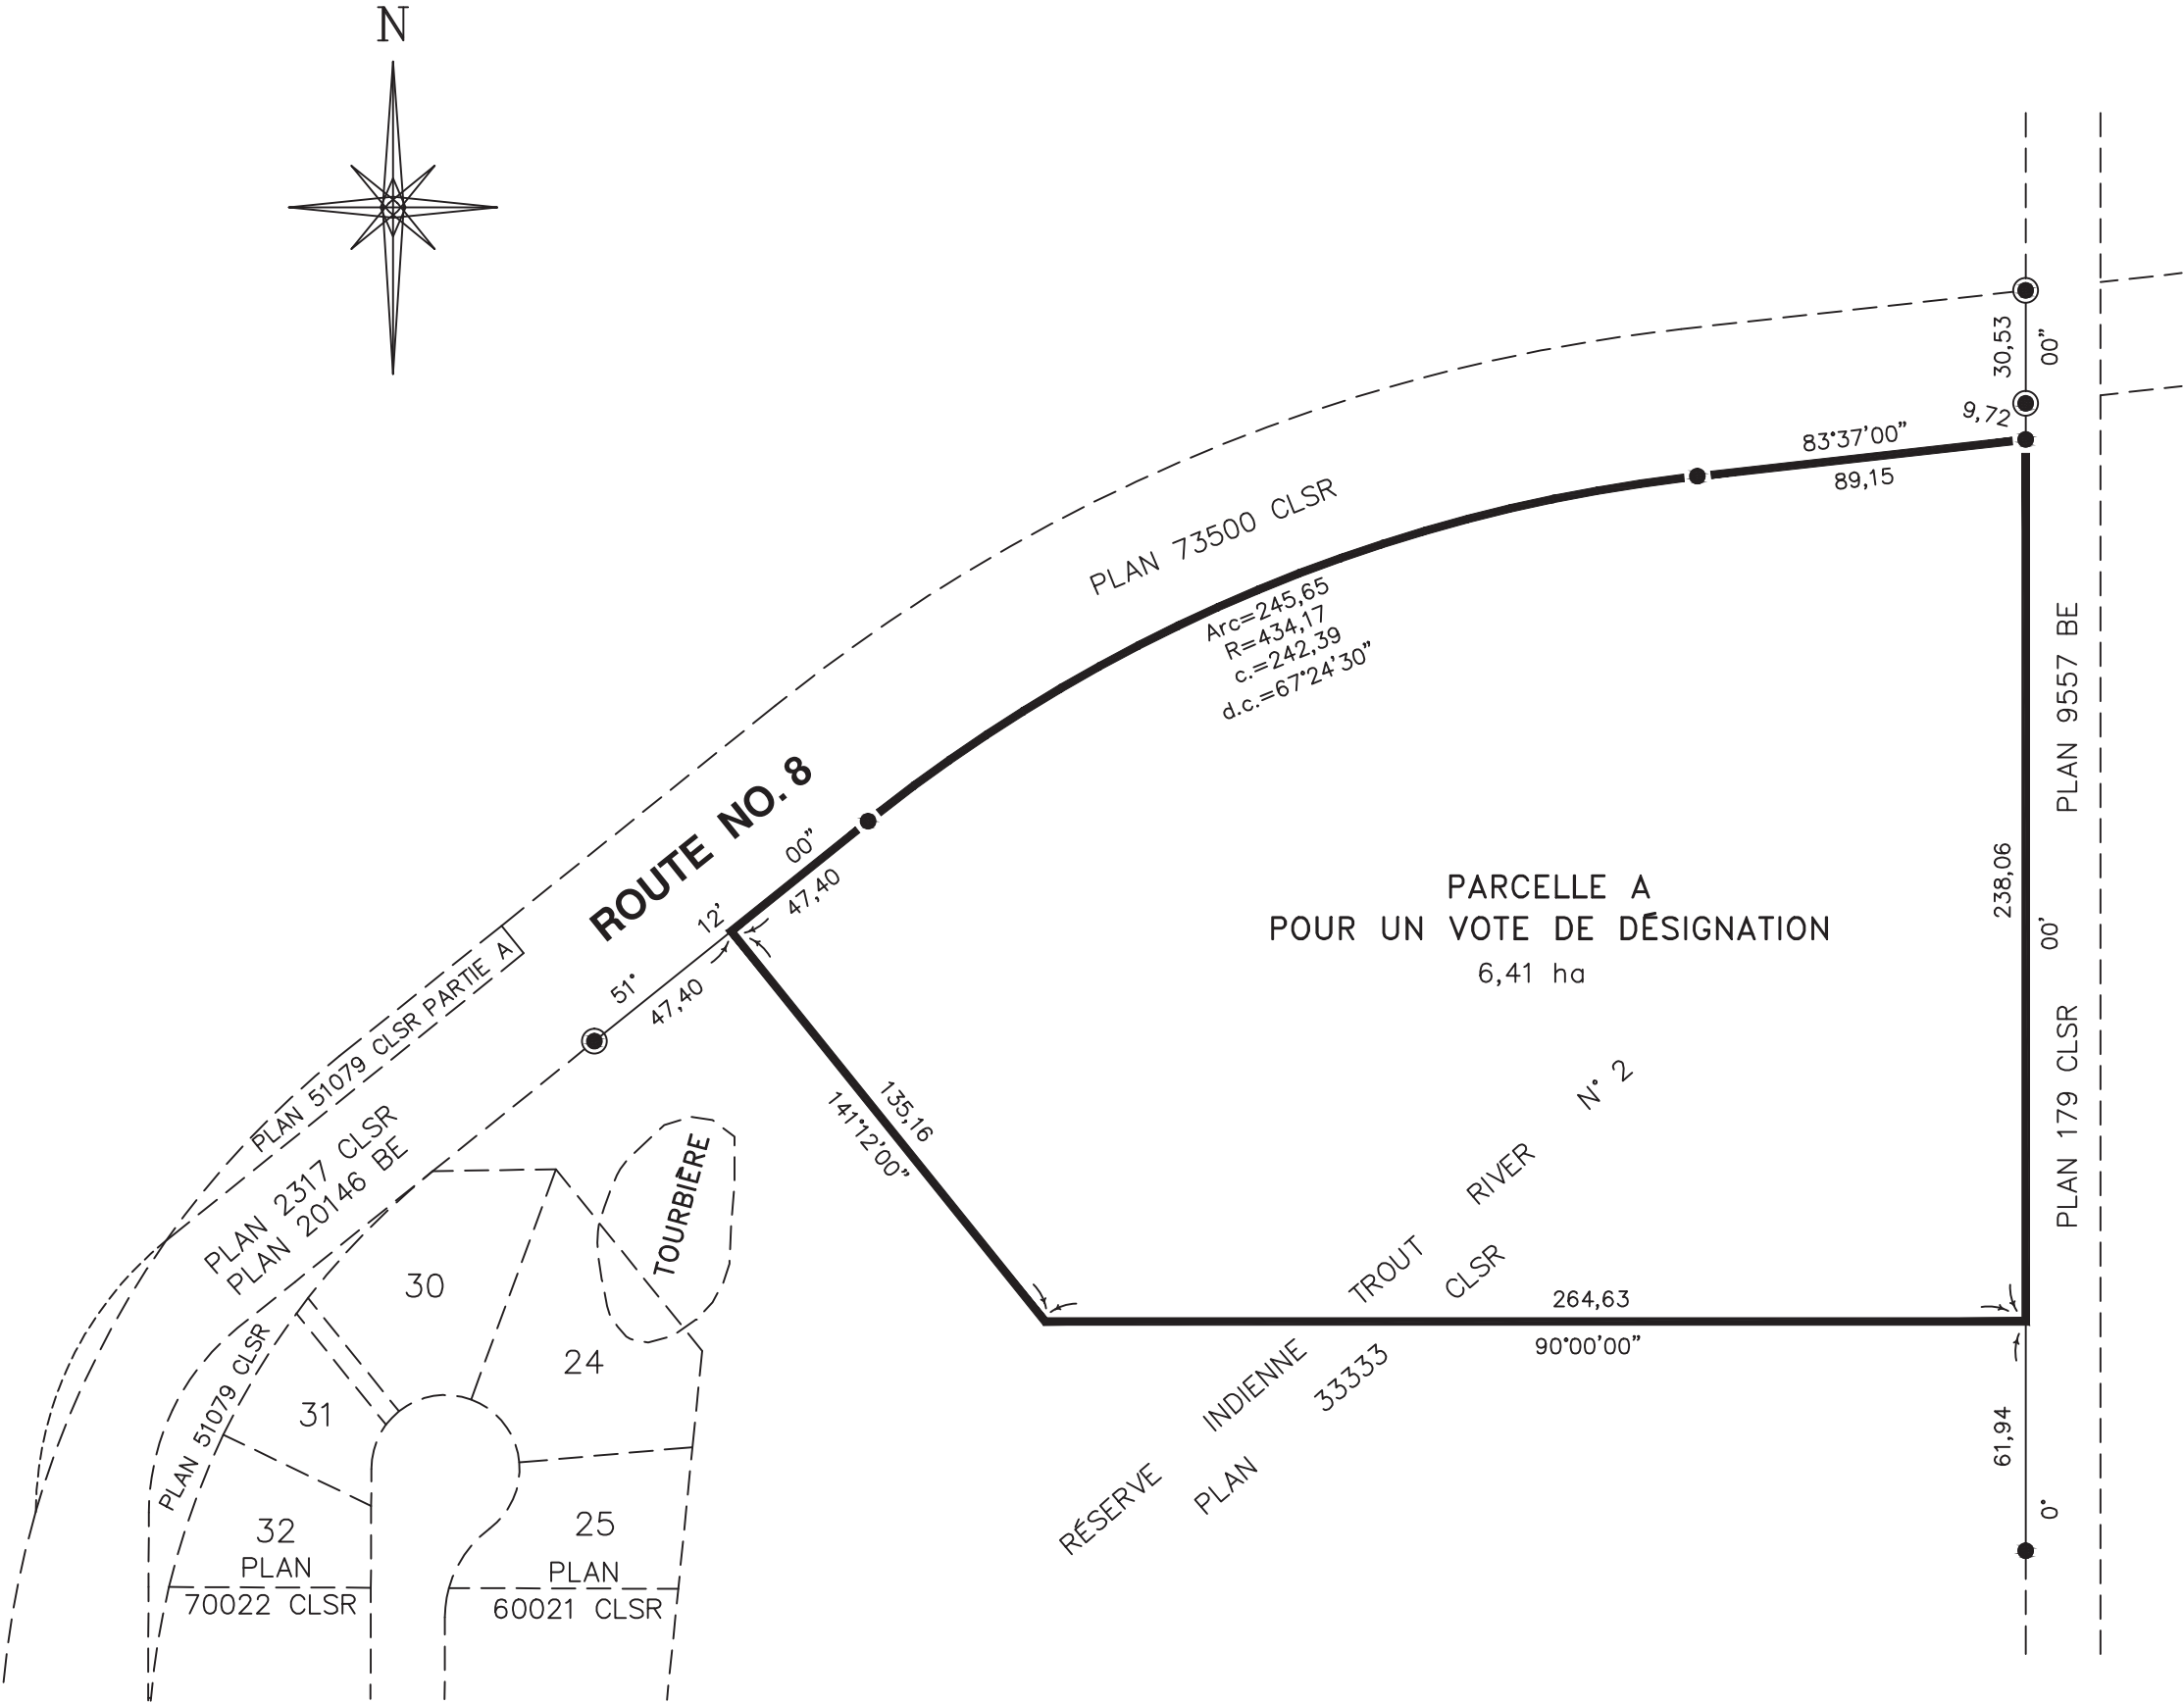 N
30,53
00"
9,72
83°37'00"
89,15
PLAN 73500 CLSR
Arc=245,65
R=434,17
c.=242,39
d.c.=67°24'30"
PLAN 9557 BE
ROUTE NO. 8
00"
47,40
12'
51°
47,40
PARCELLE A
POUR UN VOTE DE DÉSIGNATION
6,41 ha
238,06
00'
PLAN 179 CLSR
PLAN 51079 CLSR PARTIE A
PLAN 2317 CLSR
PLAN 20146 BE
135,16
141°12'00"
TOURBIÈRE
RÉSERVE INDIENNE TROUT RIVER N° 2
PLAN 33333 CLSR
264,63
90°00'00"
61,94
0°
30
24
PLAN 51079 CLSR
31
32
PLAN
70022 CLSR
25
PLAN
60021 CLSR